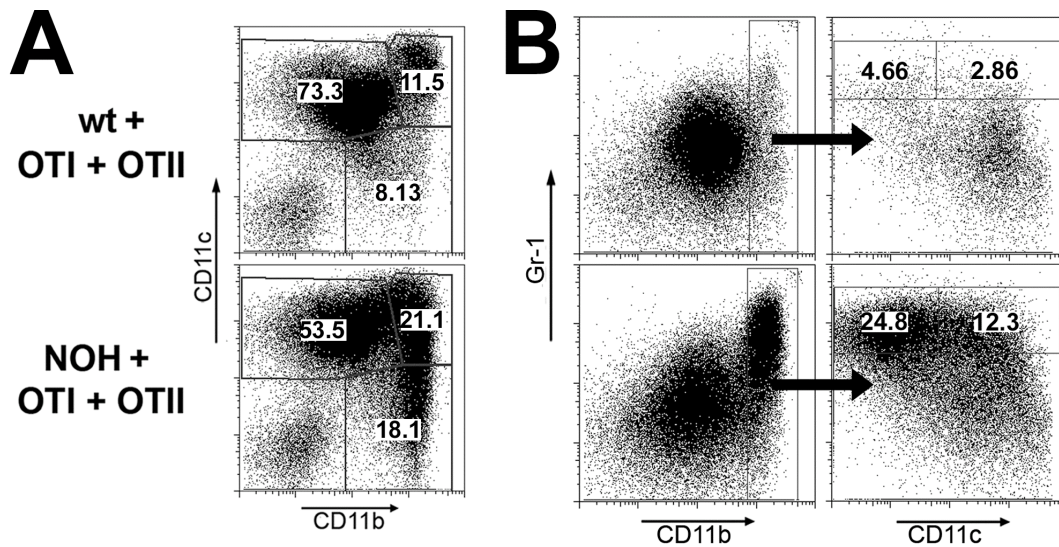 A
B
wt +
OTI + OTII
NOH +
OTI + OTII
CD11c
73.3
11.5
8.13
53.5
21.1
18.1
CD11b
Gr-1
4.66
2.86
24.8
12.3
CD11b
CD11c